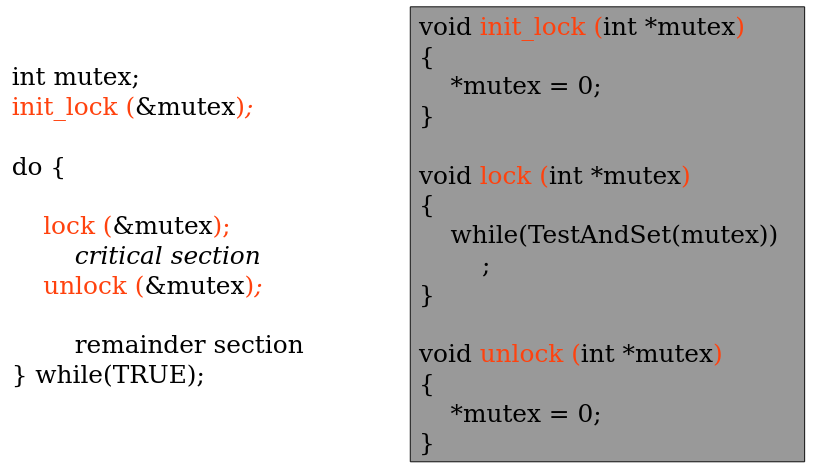 int mutex;
init_lock (&mutex);
do {
lock (&mutex);
critical section
unlock (&mutex);
remainder section
} while(TRUE);
void init_lock (int *mutex)
{
*mutex = 0;
}
void lock (int *mutex)
{
while(TestAndSet(mutex))
;
}
void unlock (int *mutex)
{
*mutex = 0;
}